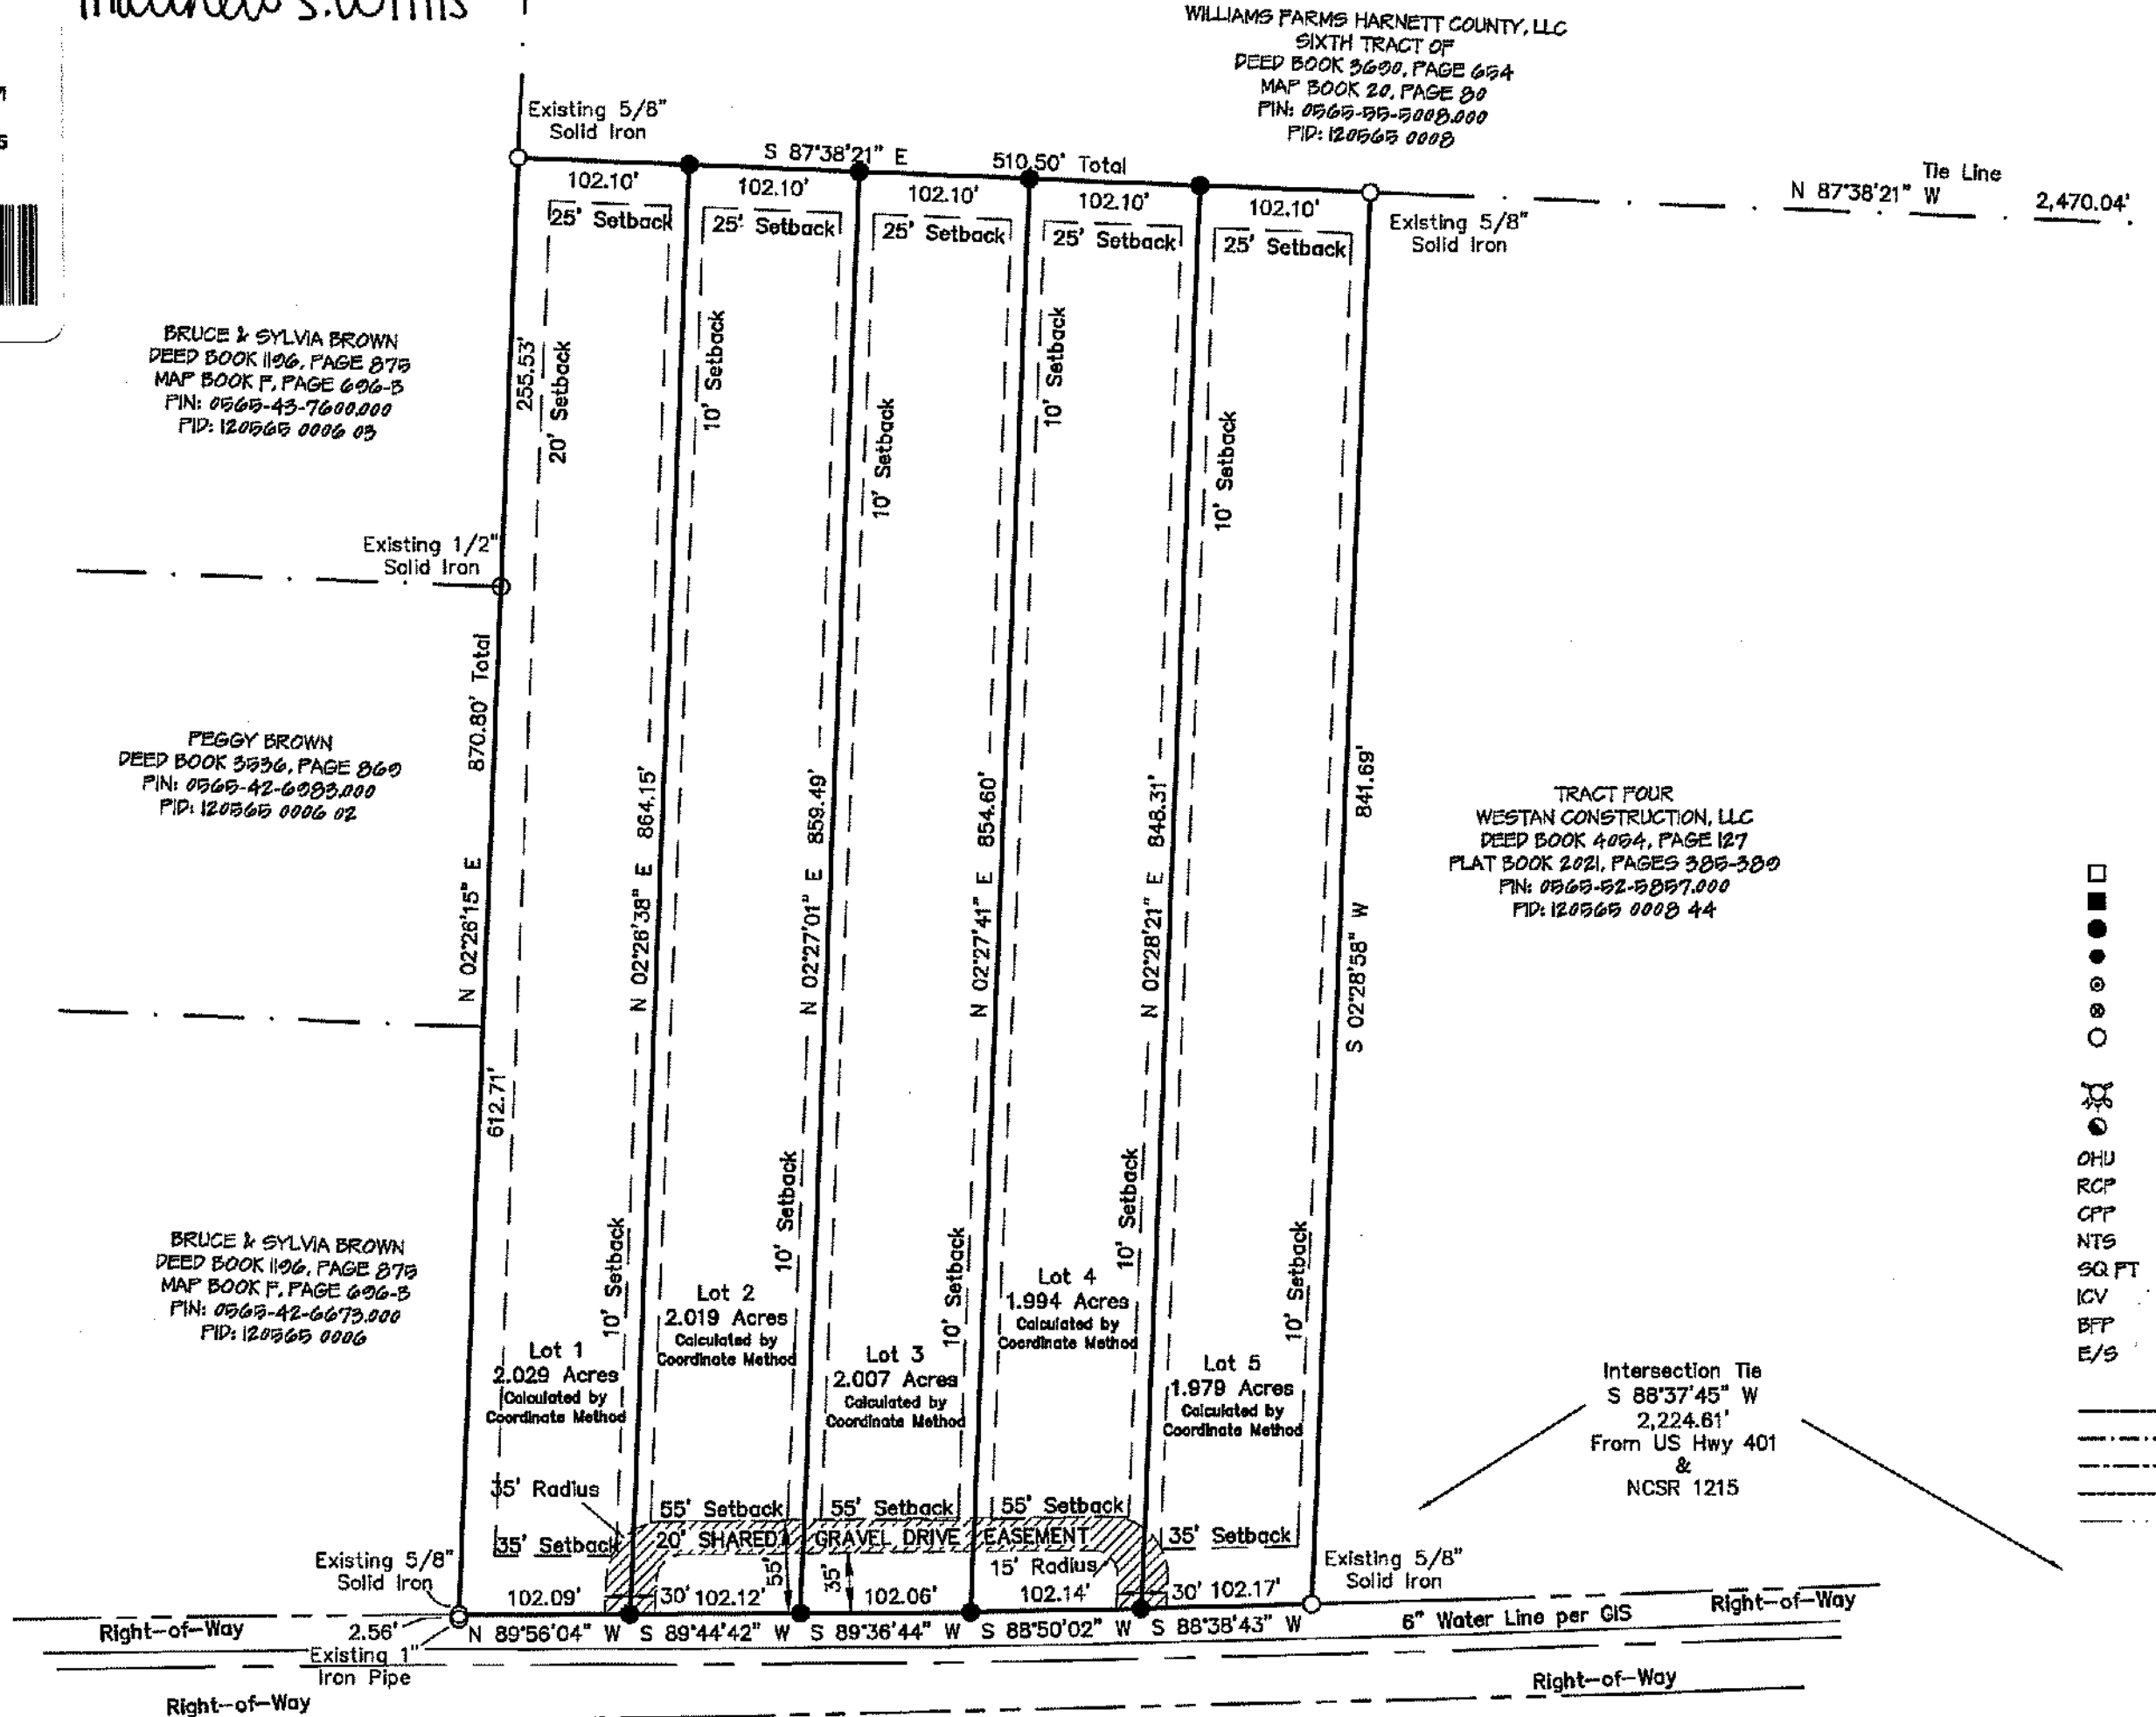 WILLIAMS FARMS HARNETT COUNTY, LLC
SIXTH TRACT OF
DEED BOOK 3690, PAGE 654
MAP BOOK 20, PAGE 80
PIN: 0565-55-5008.000
PID: 120565 0008
Existing 5/8"
Solid Iron
S 87°38'21" E
510.50' Total
Tie Line
N 87°38'21" W
2,470.04'
102.10'
102.10'
102.10'
102.10'
102.10'
25' Setback
25' Setback
25' Setback
25' Setback
25' Setback
Existing 5/8"
Solid Iron
BRUCE & SYLVIA BROWN
DEED BOOK 1196, PAGE 875
MAP BOOK F, PAGE 696-B
PIN: 0565-43-7600.000
PID: 120565 0006 03
255.53'
20' Setback
10' Setback
10' Setback
10' Setback
10' Setback
Existing 1/2"
Solid Iron
870.80' Total
N 02°26'15" E
PEGGY BROWN
DEED BOOK 3536, PAGE 869
PIN: 0565-42-6983.000
PID: 120565 0006 02
N 02°26'38" E 864.15'
N 02°27'01" E 859.49'
N 02°27'41" E 854.60'
N 02°28'21" E 848.31'
S 02°28'58" W 841.69'
TRACT FOUR
WESTAN CONSTRUCTION, LLC
DEED BOOK 4054, PAGE 127
PLAT BOOK 2021, PAGES 385-389
PIN: 0565-52-5857.000
PID: 120565 0008 44
612.71'
BRUCE & SYLVIA BROWN
DEED BOOK 1196, PAGE 875
MAP BOOK F, PAGE 696-B
PIN: 0565-42-6673.000
PID: 120565 0006
10' Setback
10' Setback
10' Setback
10' Setback
10' Setback
Lot 1
2.029 Acres
Calculated by
Coordinate Method
Lot 2
2.019 Acres
Calculated by
Coordinate Method
Lot 3
2.007 Acres
Calculated by
Coordinate Method
Lot 4
1.994 Acres
Calculated by
Coordinate Method
Lot 5
1.979 Acres
Calculated by
Coordinate Method
OHU
RCP
CPP
NTS
SQ FT
ICV
BFP
E/S
Intersection Tie
S 88°37'45" W
2,224.61'
From US Hwy 401
&
NCSR 1215
35' Radius
55' Setback
55' Setback
55' Setback
35' Setback
20' SHARED GRAVEL DRIVE EASEMENT
35' Setback
15' Radius
55'
35'
Existing 5/8"
Solid Iron
Existing 5/8"
Solid Iron
102.09'
30' 102.12'
102.06'
102.14'
30' 102.17'
Right-of-Way
2.56'
N 89°56'04" W
S 89°44'42" W
S 89°36'44" W
S 88°50'02" W
S 88°38'43" W
6" Water Line per GIS
Right-of-Way
Existing 1"
Iron Pipe
Right-of-Way
Right-of-Way